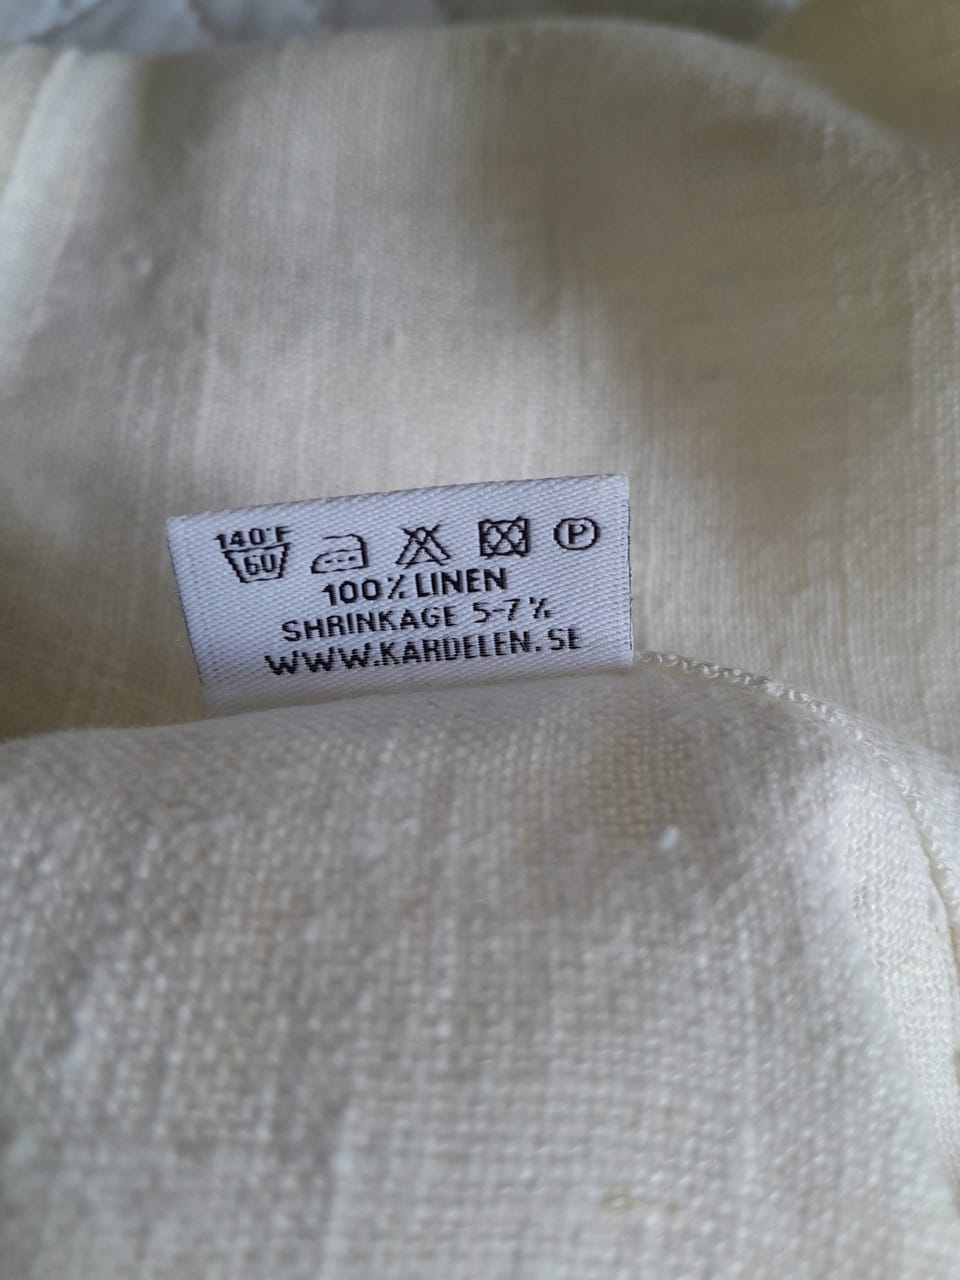 140°F
60
P
100% LINEN
SHRINKAGE 5-7%
WWW.KARDELEN.SE